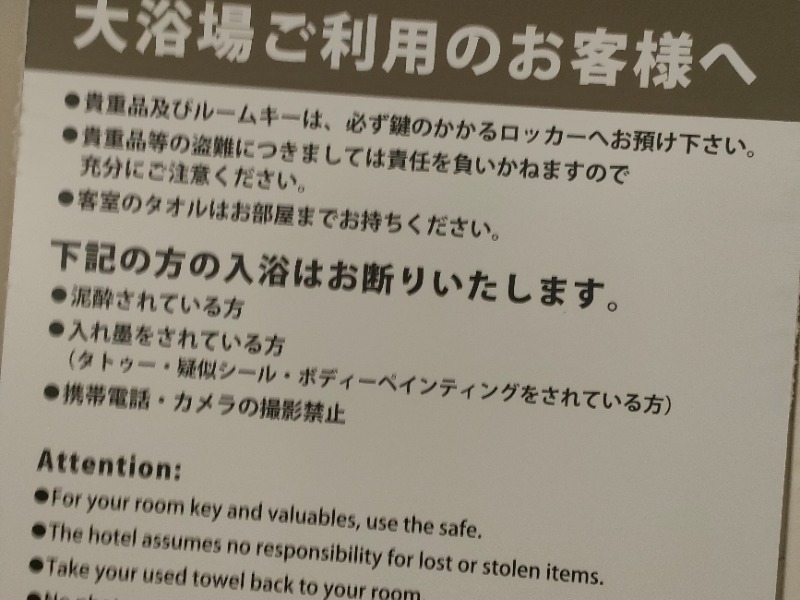 大浴場ご利用のお客様へ
●貴重品及びルームキーは、必ず鍵のかかるロッカーへお預け下さい。
●貴重品等の盗難につきましては責任を負いかねますので
充分にご注意ください。
●客室のタオルはお部屋までお持ちください。
下記の方の入浴はお断りいたします。
●泥酔されている方
●入れ墨をされている方
（タトゥー・疑似シール・ボディーペインティングをされている方）
●携帯電話・カメラの撮影禁止
Attention:
●For your room key and valuables, use the safe.
●The hotel assumes no responsibility for lost or stolen items.
●Take your used towel back to your room.
●No